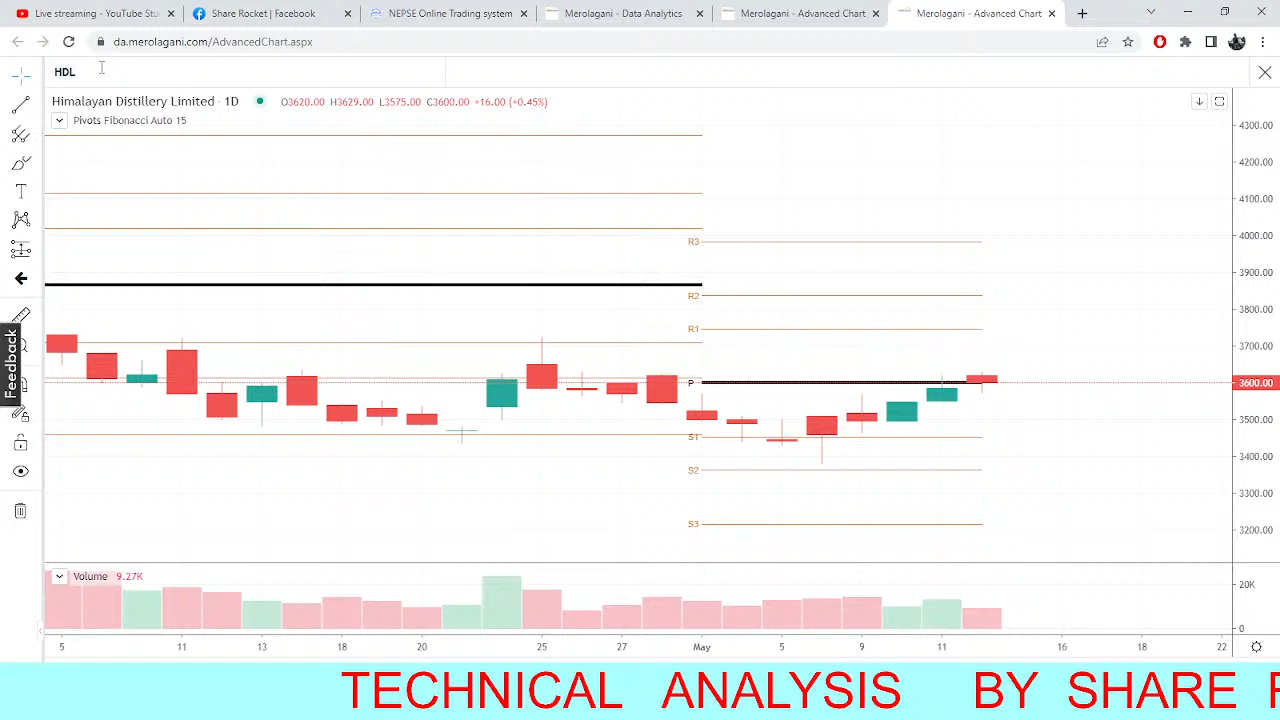 Live streaming - YouTube Stu
Share Rocket | Facebook
NEPSE Online trading system
Merolagani - Data Analytics
Merolagani - Advanced Chart
Merolagani - Advanced Chart
da.merolagani.com/AdvancedChart.aspx
HDL
Himalayan Distillery Limited · 1D
O3620.00 H3629.00 L3575.00 C3600.00 +16.00 (+0.45%)
Pivots Fibonacci Auto 15
4300.00
4200.00
4100.00
4000.00
3900.00
3800.00
3700.00
3600.00
3500.00
3400.00
3300.00
3200.00
R3
R2
R1
P
S1
S2
S3
Feedback
Volume 9.27K
20K
0
5 11 13 18 20 25 27 May 5 9 11 16 18 22
TECHNICAL ANALYSIS BY SHARE